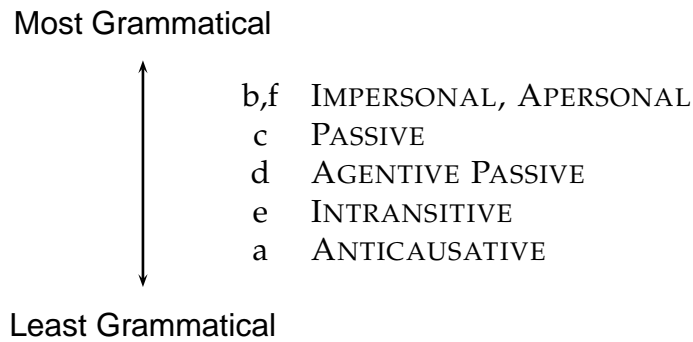 Most Grammatical
b,f IMPERSONAL, APERSONAL
c PASSIVE
d AGENTIVE PASSIVE
e INTRANSITIVE
a ANTICAUSATIVE
Least Grammatical